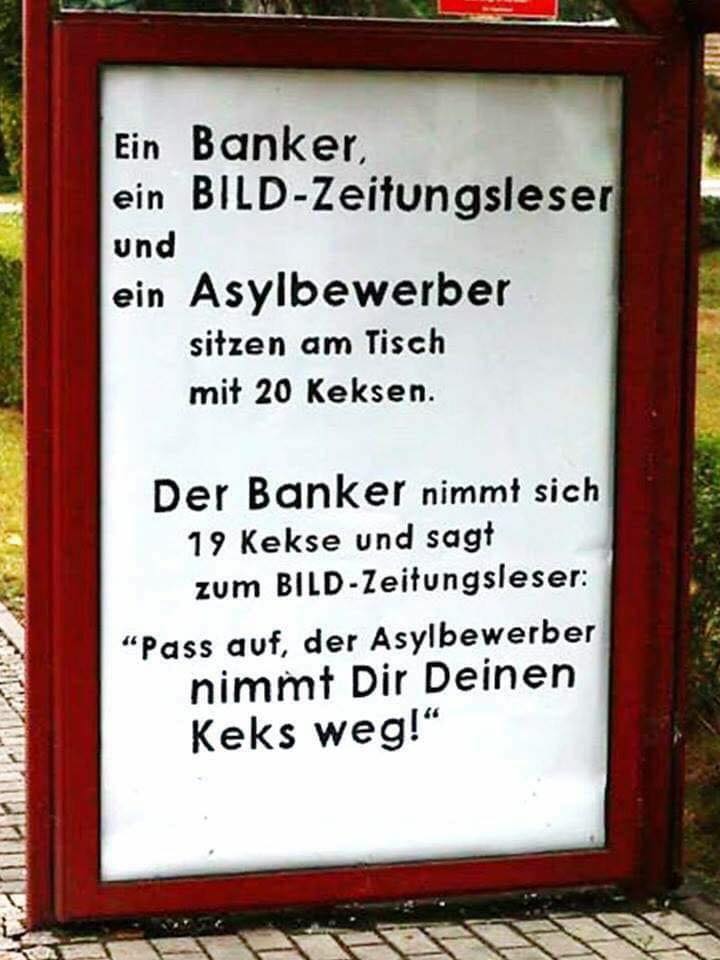 Ein Banker,
ein BILD-Zeitungsleser
und
ein Asylbewerber
sitzen am Tisch
mit 20 Keksen.
Der Banker nimmt sich
19 Kekse und sagt
zum BILD-Zeitungsleser:
“Pass auf, der Asylbewerber
nimmt Dir Deinen
Keks weg!“